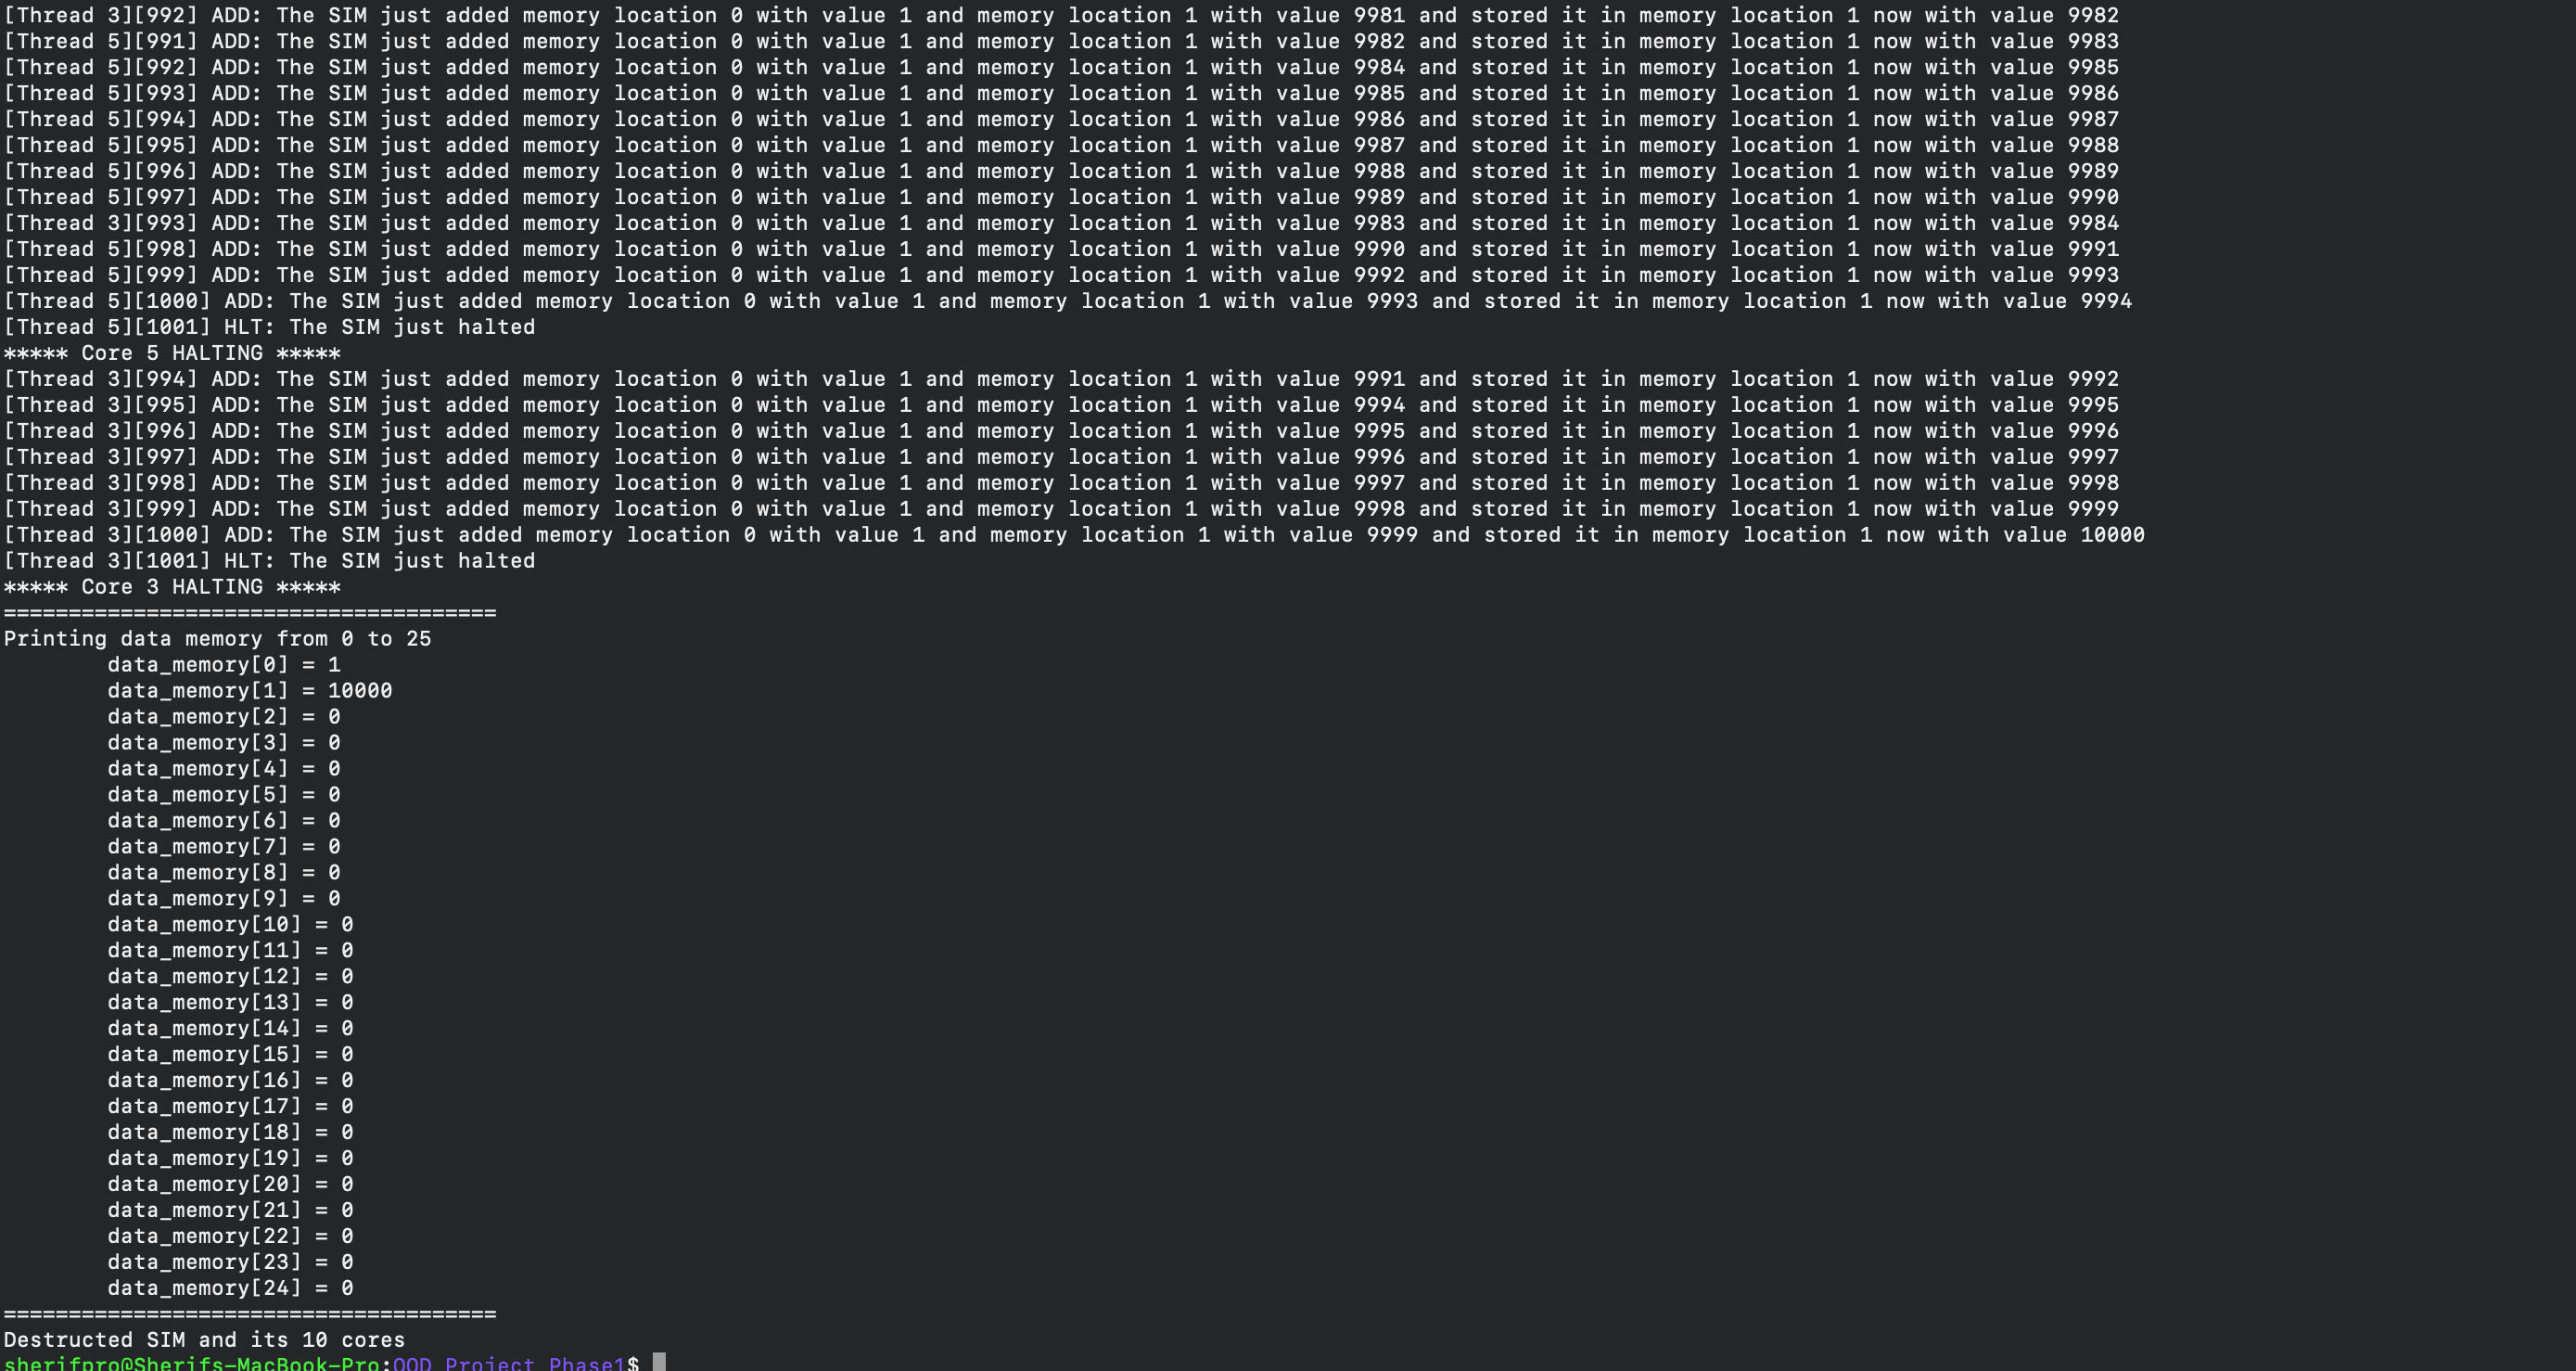 [Thread 3][992] ADD: The SIM just added memory location 0 with value 1 and memory location 1 with value 9981 and stored it in memory location 1 now with value 9982
[Thread 5][991] ADD: The SIM just added memory location 0 with value 1 and memory location 1 with value 9982 and stored it in memory location 1 now with value 9983
[Thread 5][992] ADD: The SIM just added memory location 0 with value 1 and memory location 1 with value 9984 and stored it in memory location 1 now with value 9985
[Thread 5][993] ADD: The SIM just added memory location 0 with value 1 and memory location 1 with value 9985 and stored it in memory location 1 now with value 9986
[Thread 5][994] ADD: The SIM just added memory location 0 with value 1 and memory location 1 with value 9986 and stored it in memory location 1 now with value 9987
[Thread 5][995] ADD: The SIM just added memory location 0 with value 1 and memory location 1 with value 9987 and stored it in memory location 1 now with value 9988
[Thread 5][996] ADD: The SIM just added memory location 0 with value 1 and memory location 1 with value 9988 and stored it in memory location 1 now with value 9989
[Thread 5][997] ADD: The SIM just added memory location 0 with value 1 and memory location 1 with value 9989 and stored it in memory location 1 now with value 9990
[Thread 3][993] ADD: The SIM just added memory location 0 with value 1 and memory location 1 with value 9983 and stored it in memory location 1 now with value 9984
[Thread 5][998] ADD: The SIM just added memory location 0 with value 1 and memory location 1 with value 9990 and stored it in memory location 1 now with value 9991
[Thread 5][999] ADD: The SIM just added memory location 0 with value 1 and memory location 1 with value 9992 and stored it in memory location 1 now with value 9993
[Thread 5][1000] ADD: The SIM just added memory location 0 with value 1 and memory location 1 with value 9993 and stored it in memory location 1 now with value 9994
[Thread 5][1001] HLT: The SIM just halted
***** Core 5 HALTING *****
[Thread 3][994] ADD: The SIM just added memory location 0 with value 1 and memory location 1 with value 9991 and stored it in memory location 1 now with value 9992
[Thread 3][995] ADD: The SIM just added memory location 0 with value 1 and memory location 1 with value 9994 and stored it in memory location 1 now with value 9995
[Thread 3][996] ADD: The SIM just added memory location 0 with value 1 and memory location 1 with value 9995 and stored it in memory location 1 now with value 9996
[Thread 3][997] ADD: The SIM just added memory location 0 with value 1 and memory location 1 with value 9996 and stored it in memory location 1 now with value 9997
[Thread 3][998] ADD: The SIM just added memory location 0 with value 1 and memory location 1 with value 9997 and stored it in memory location 1 now with value 9998
[Thread 3][999] ADD: The SIM just added memory location 0 with value 1 and memory location 1 with value 9998 and stored it in memory location 1 now with value 9999
[Thread 3][1000] ADD: The SIM just added memory location 0 with value 1 and memory location 1 with value 9999 and stored it in memory location 1 now with value 10000
[Thread 3][1001] HLT: The SIM just halted
***** Core 3 HALTING *****
======================================
Printing data memory from 0 to 25
data_memory[0] = 1
data_memory[1] = 10000
data_memory[2] = 0
data_memory[3] = 0
data_memory[4] = 0
data_memory[5] = 0
data_memory[6] = 0
data_memory[7] = 0
data_memory[8] = 0
data_memory[9] = 0
data_memory[10] = 0
data_memory[11] = 0
data_memory[12] = 0
data_memory[13] = 0
data_memory[14] = 0
data_memory[15] = 0
data_memory[16] = 0
data_memory[17] = 0
data_memory[18] = 0
data_memory[19] = 0
data_memory[20] = 0
data_memory[21] = 0
data_memory[22] = 0
data_memory[23] = 0
data_memory[24] = 0
======================================
Destructed SIM and its 10 cores
sherifpro@Sherifs-MacBook-Pro:OOD_Project_Phase1$